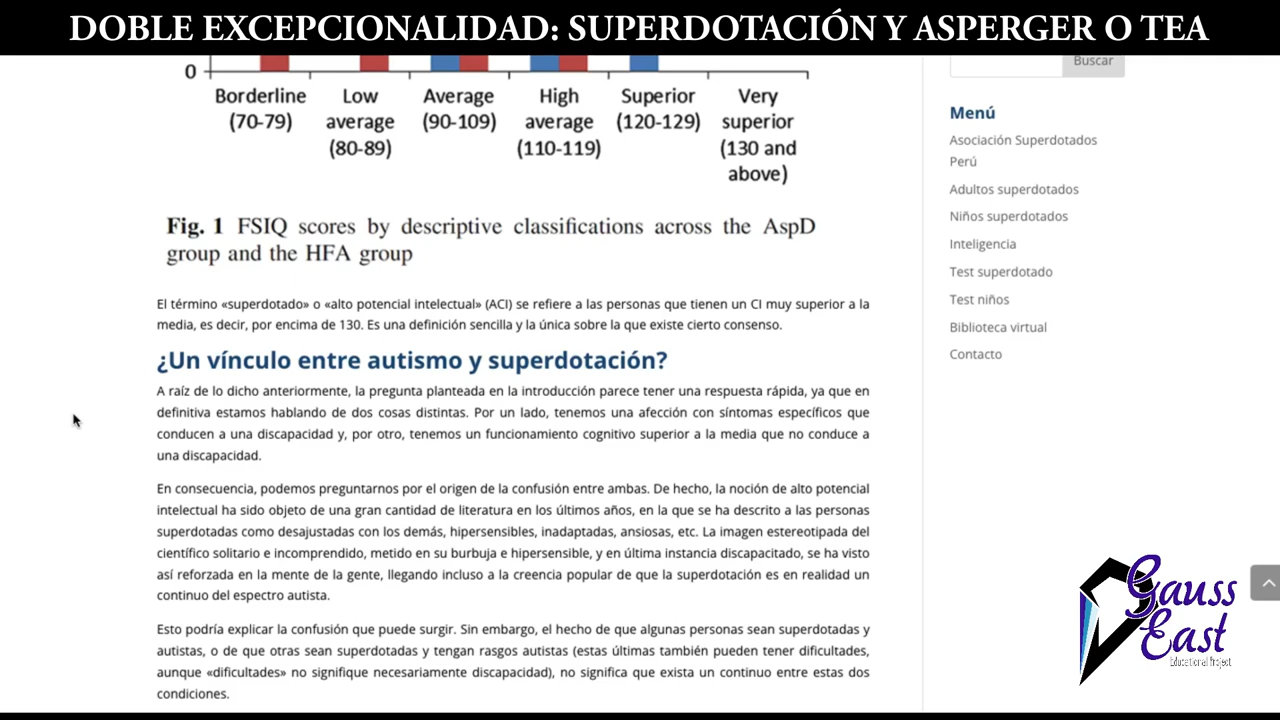 DOBLE EXCEPCIONALIDAD: SUPERDOTACIÓN Y ASPERGER O TEA
0
Borderline
(70-79)
Low
average
(80-89)
Average
(90-109)
High
average
(110-119)
Superior
(120-129)
Very
superior
(130 and
above)
Fig. 1 FSIQ scores by descriptive classifications across the AspD
group and the HFA group
El término «superdotado» o «alto potencial intelectual» (ACI) se refiere a las personas que tienen un CI muy superior a la
media, es decir, por encima de 130. Es una definición sencilla y la única sobre la que existe cierto consenso.
¿Un vínculo entre autismo y superdotación?
A raíz de lo dicho anteriormente, la pregunta planteada en la introducción parece tener una respuesta rápida, ya que en
definitiva estamos hablando de dos cosas distintas. Por un lado, tenemos una afección con síntomas específicos que
conducen a una discapacidad y, por otro, tenemos un funcionamiento cognitivo superior a la media que no conduce a
una discapacidad.
En consecuencia, podemos preguntarnos por el origen de la confusión entre ambas. De hecho, la noción de alto potencial
intelectual ha sido objeto de una gran cantidad de literatura en los últimos años, en la que se ha descrito a las personas
superdotadas como desajustadas con los demás, hipersensibles, inadaptadas, ansiosas, etc. La imagen estereotipada del
científico solitario e incomprendido, metido en su burbuja e hipersensible, y en última instancia discapacitado, se ha visto
así reforzada en la mente de la gente, llegando incluso a la creencia popular de que la superdotación es en realidad un
continuo del espectro autista.
Esto podría explicar la confusión que puede surgir. Sin embargo, el hecho de que algunas personas sean superdotadas y
autistas, o de que otras sean superdotadas y tengan rasgos autistas (estas últimas también pueden tener dificultades,
aunque «dificultades» no signifique necesariamente discapacidad), no significa que exista un continuo entre estas dos
condiciones.
Buscar
Menú
Asociación Superdotados
Perú
Adultos superdotados
Niños superdotados
Inteligencia
Test superdotado
Test niños
Biblioteca virtual
Contacto
Gauss
East
Educational Project